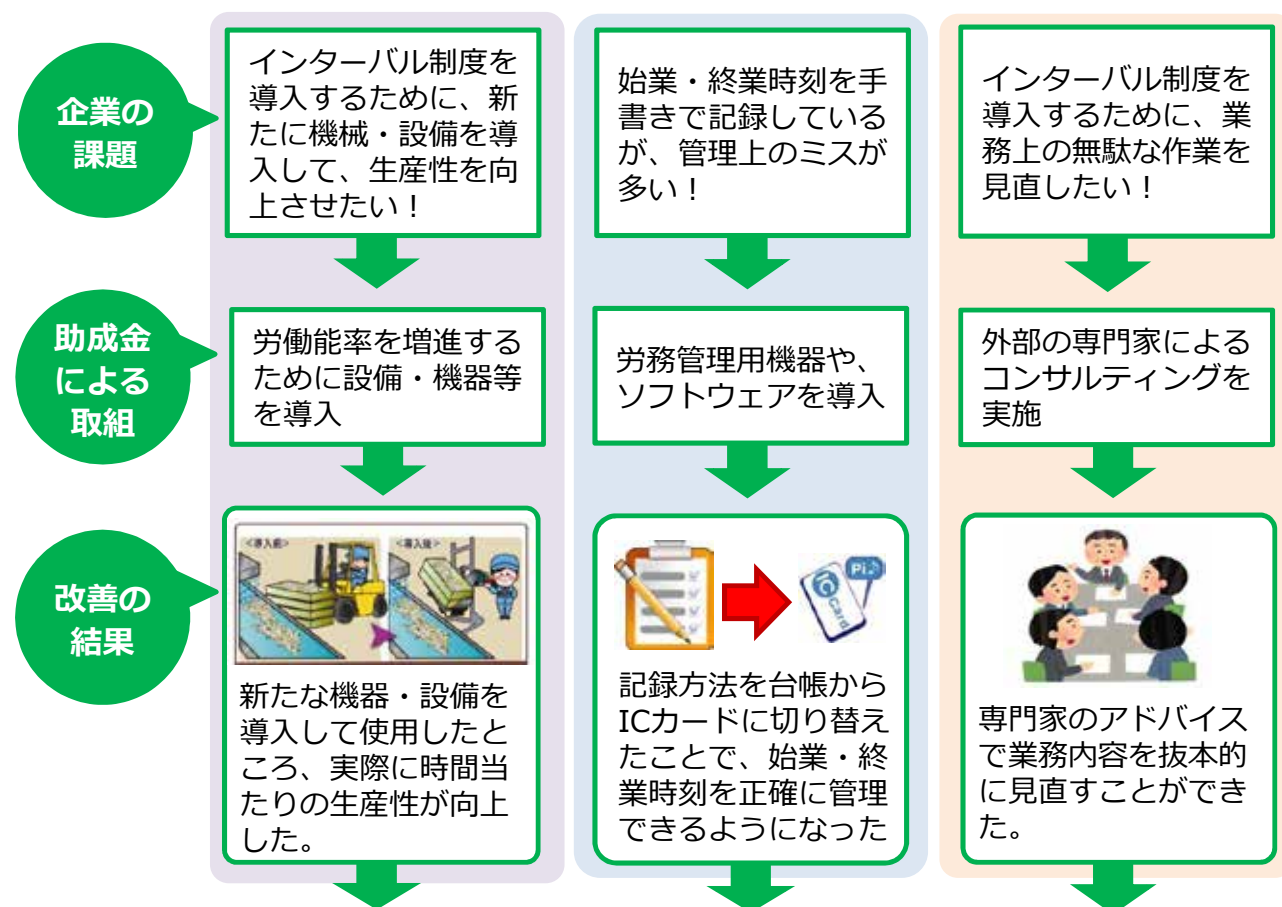 企業の
課題
インターバル制度を
導入するために、新
たに機械・設備を導
入して、生産性を向
上させたい！
始業・終業時刻を手
書きで記録している
が、管理上のミスが
多い！
インターバル制度を
導入するために、業
務上の無駄な作業を
見直したい！
助成金
による
取組
労働能率を増進する
ために設備・機器等
を導入
労務管理用機器や、
ソフトウェアを導入
外部の専門家による
コンサルティングを
実施
改善の
結果
<導入前>
<導入後>
新たな機器・設備を
導入して使用したと
ころ、実際に時間当
たりの生産性が向上
した。
IC Card
Pi♪
記録方法を台帳から
ICカードに切り替え
たことで、始業・終
業時刻を正確に管理
できるようになった
専門家のアドバイス
で業務内容を抜本的
に見直すことができ
た。